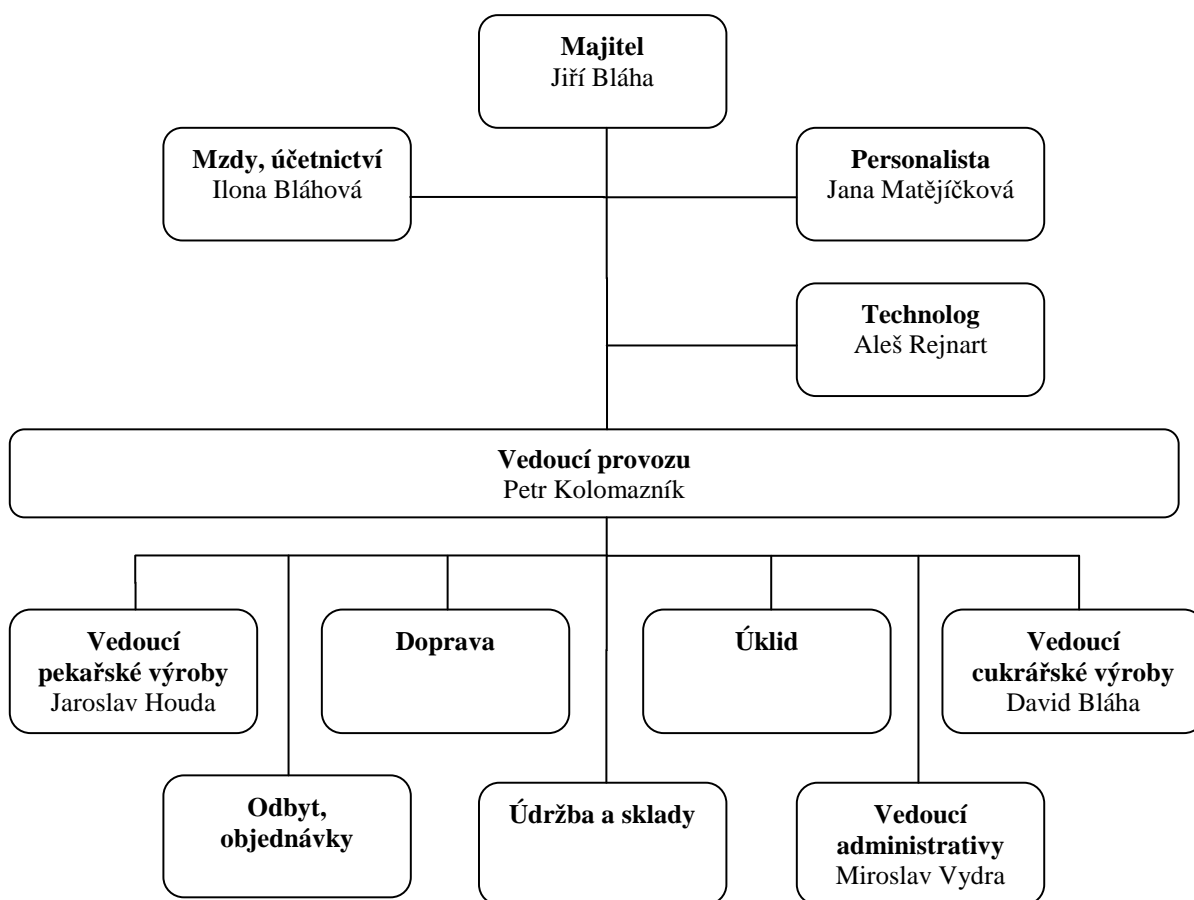 Majitel
Jiří Bláha
Mzdy, účetnictví
Ilona Bláhová
Personalista
Jana Matějíčková
Technolog
Aleš Rejnart
Vedoucí provozu
Petr Kolomazník
Vedoucí
pekařské výroby
Jaroslav Houda
Doprava
Úklid
Vedoucí
cukrářské výroby
David Bláha
Odbyt,
objednávky
Údržba a sklady
Vedoucí
administrativy
Miroslav Vydra